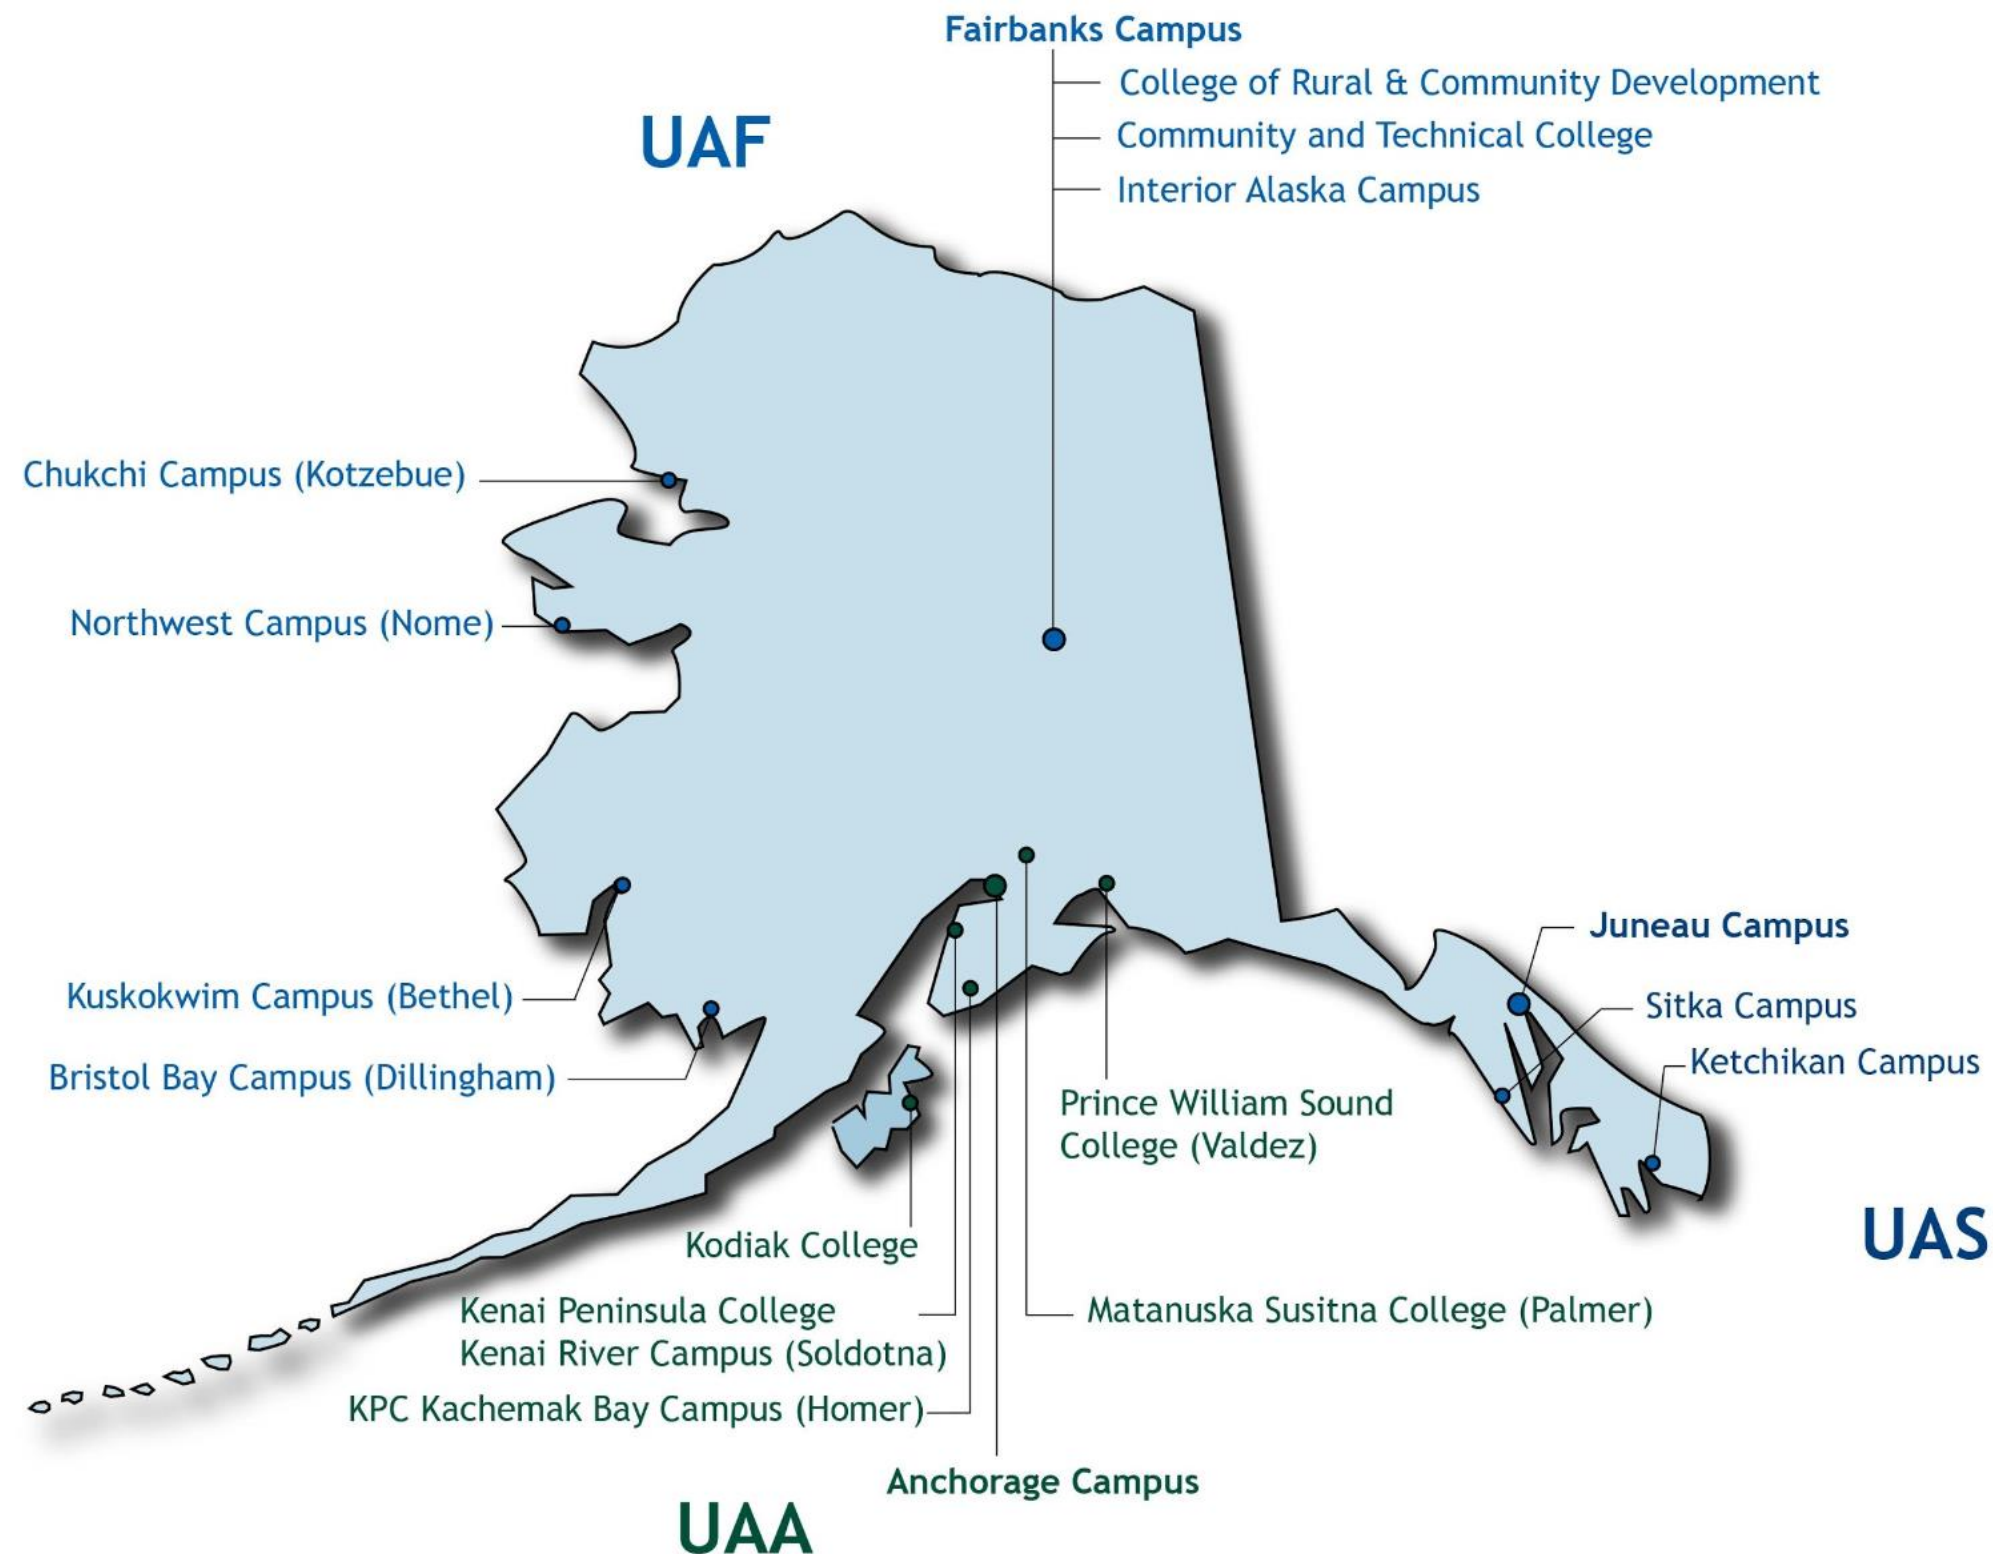 Fairbanks Campus
College of Rural & Community Development
Community and Technical College
Interior Alaska Campus
UAF
Chukchi Campus (Kotzebue)
Northwest Campus (Nome)
Kuskokwim Campus (Bethel)
Bristol Bay Campus (Dillingham)
Juneau Campus
Sitka Campus
Ketchikan Campus
UAS
Prince William Sound
College (Valdez)
Kodiak College
Kenai Peninsula College
Kenai River Campus (Soldotna)
Matanuska Susitna College (Palmer)
KPC Kachemak Bay Campus (Homer)
Anchorage Campus
UAA